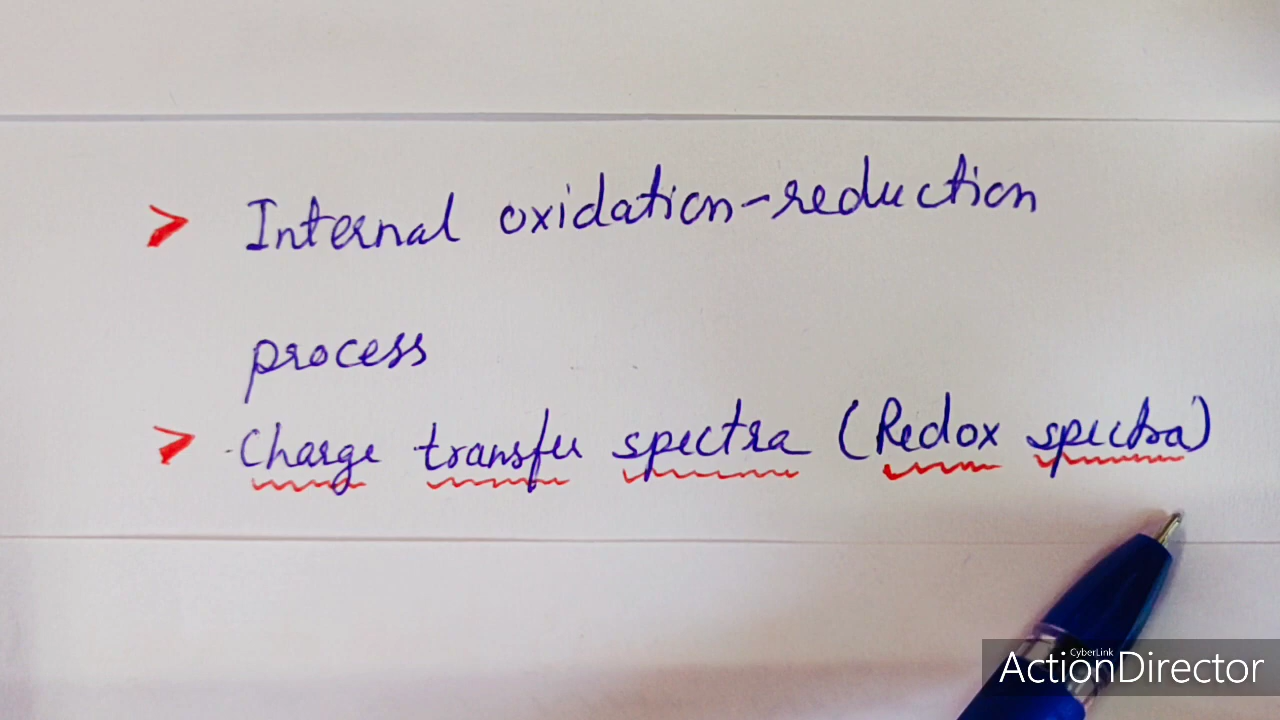 > Internal oxidation-reduction
process
> Charge transfer spectra (Redox spectra)
CyberLink
ActionDirector